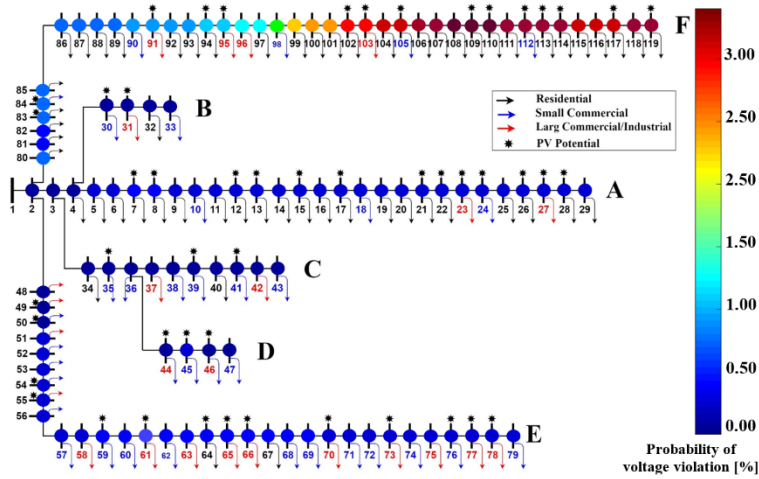 F
86 87 88 89 90 91 92 93 94 95 96 97 98 99 100 101 102 103 104 105 106 107 108 109 110 111 112 113 114 115 116 117 118 119
85
84
83
82
81
80
B
30 31 32 33
Residential
Small Commercial
Larg Commercial/Industrial
PV Potential
A
1 2 3 4 5 6 7 8 9 10 11 12 13 14 15 16 17 18 19 20 21 22 23 24 25 26 27 28 29
C
34 35 36 37 38 39 40 41 42 43
D
44 45 46 47
48
49
50
51
52
53
54
55
56
E
57 58 59 60 61 62 63 64 65 66 67 68 69 70 71 72 73 74 75 76 77 78 79
3.00
2.50
2.00
1.50
1.00
0.50
0.00
Probability of
voltage violation [%]